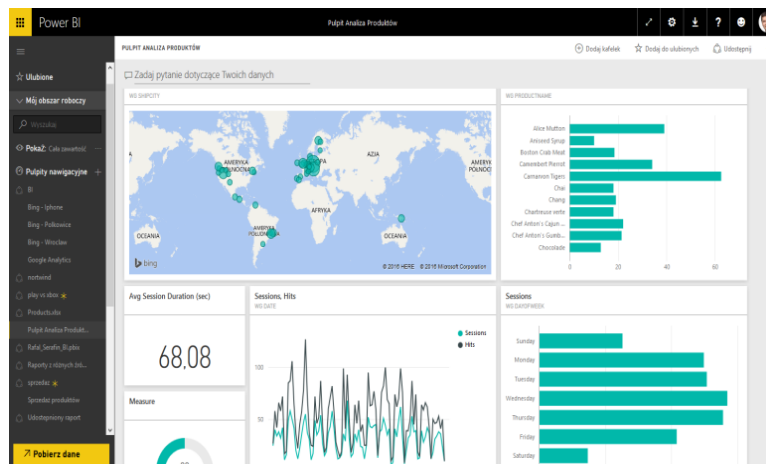 Power BI
Pulpit Analiza Produktów
PULPIT ANALIZA PRODUKTÓW
Dodaj kafelek
Dodaj do ulubionych
Udostępnij
Ulubione
Mój obszar roboczy
Wyszukaj
Pokaż: Cała zawartość
Pulpity nawigacyjne
BI
Bing - Iphone
Bing - Polkowice
Bing - Wroclaw
Google Analytics
nortwind
play vs xbox
Products.xlsx
Pulpit Analiza Produkt...
Rafal_Serefin_BI.pbix
Raporty z różnych źró...
sprzedaz
Sprzedaż produktów
Udostępniony raport
Pobierz dane
Zadaj pytanie dotyczące Twoich danych
WG SHIPCITY
AMERYKA
PÓŁNOCNA
AZJA
AFRYKA
OCEANIA
AMERYKA
OCEANIA
bing
© 2016 HERE © 2016 Microsoft Corporation
WG PRODUCTNAME
Alice Mutton
Aniseed Syrup
Boston Crab Meat
Camembert Pierrot
Carnarvon Tigers
Chai
Chang
Chartreuse verte
Chef Anton's Cajun ...
Chef Anton's Gumb...
Chocolade
0 20 40 60
Avg Session Duration (sec)
68,08
Measure
Sessions, Hits
WG DATE
Sessions
Hits
100
50
Sessions
WG DAYOFWEEK
Sunday
Monday
Tuesday
Wednesday
Thursday
Friday
Saturday